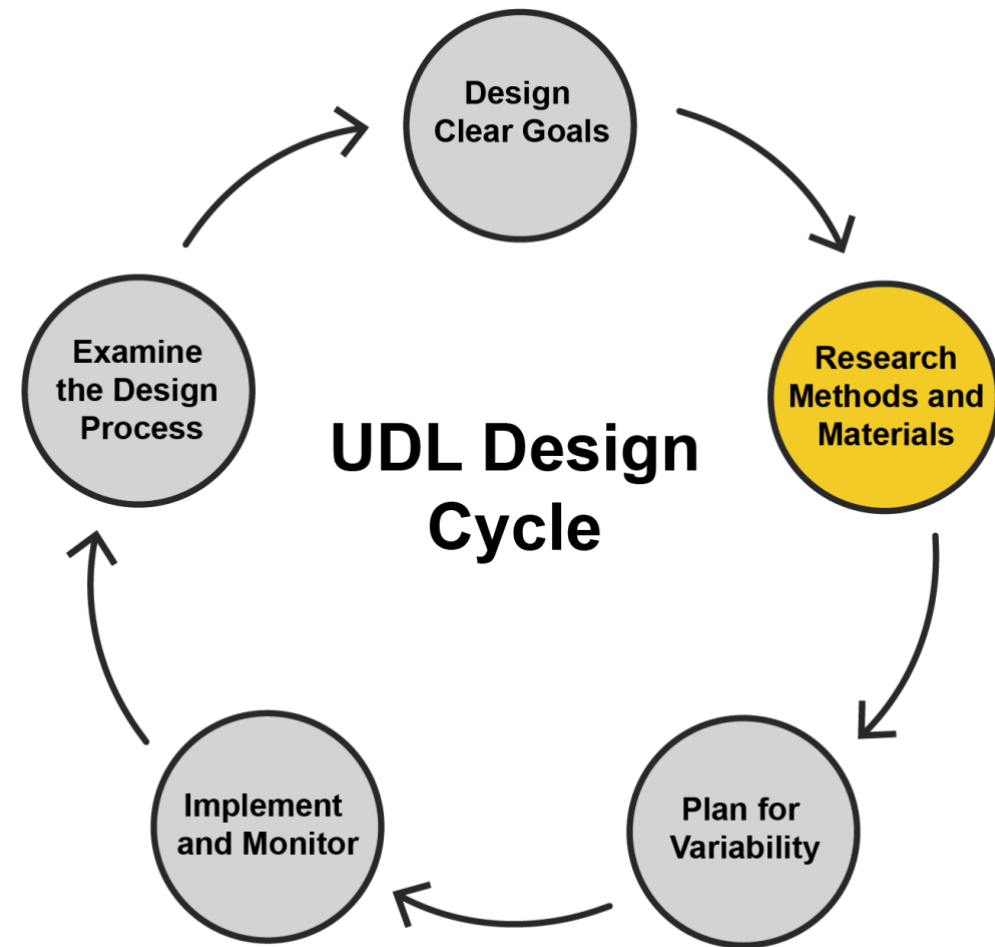 Design
Clear Goals
Research
Methods and
Materials
Plan for
Variability
Implement
and Monitor
Examine
the Design
Process
UDL Design
Cycle